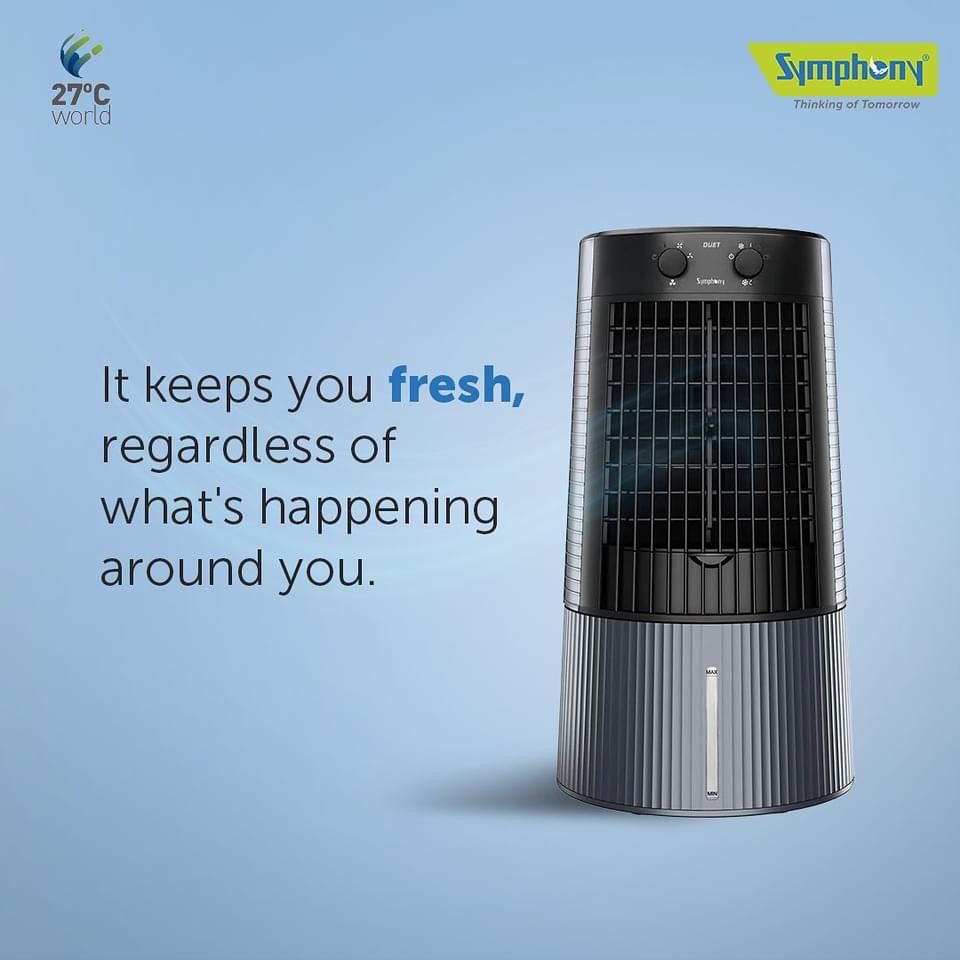 27°C
world
Symphony®
Thinking of Tomorrow
DUET
Symphony
It keeps you fresh,
regardless of
what's happening
around you.
MAX
MIN